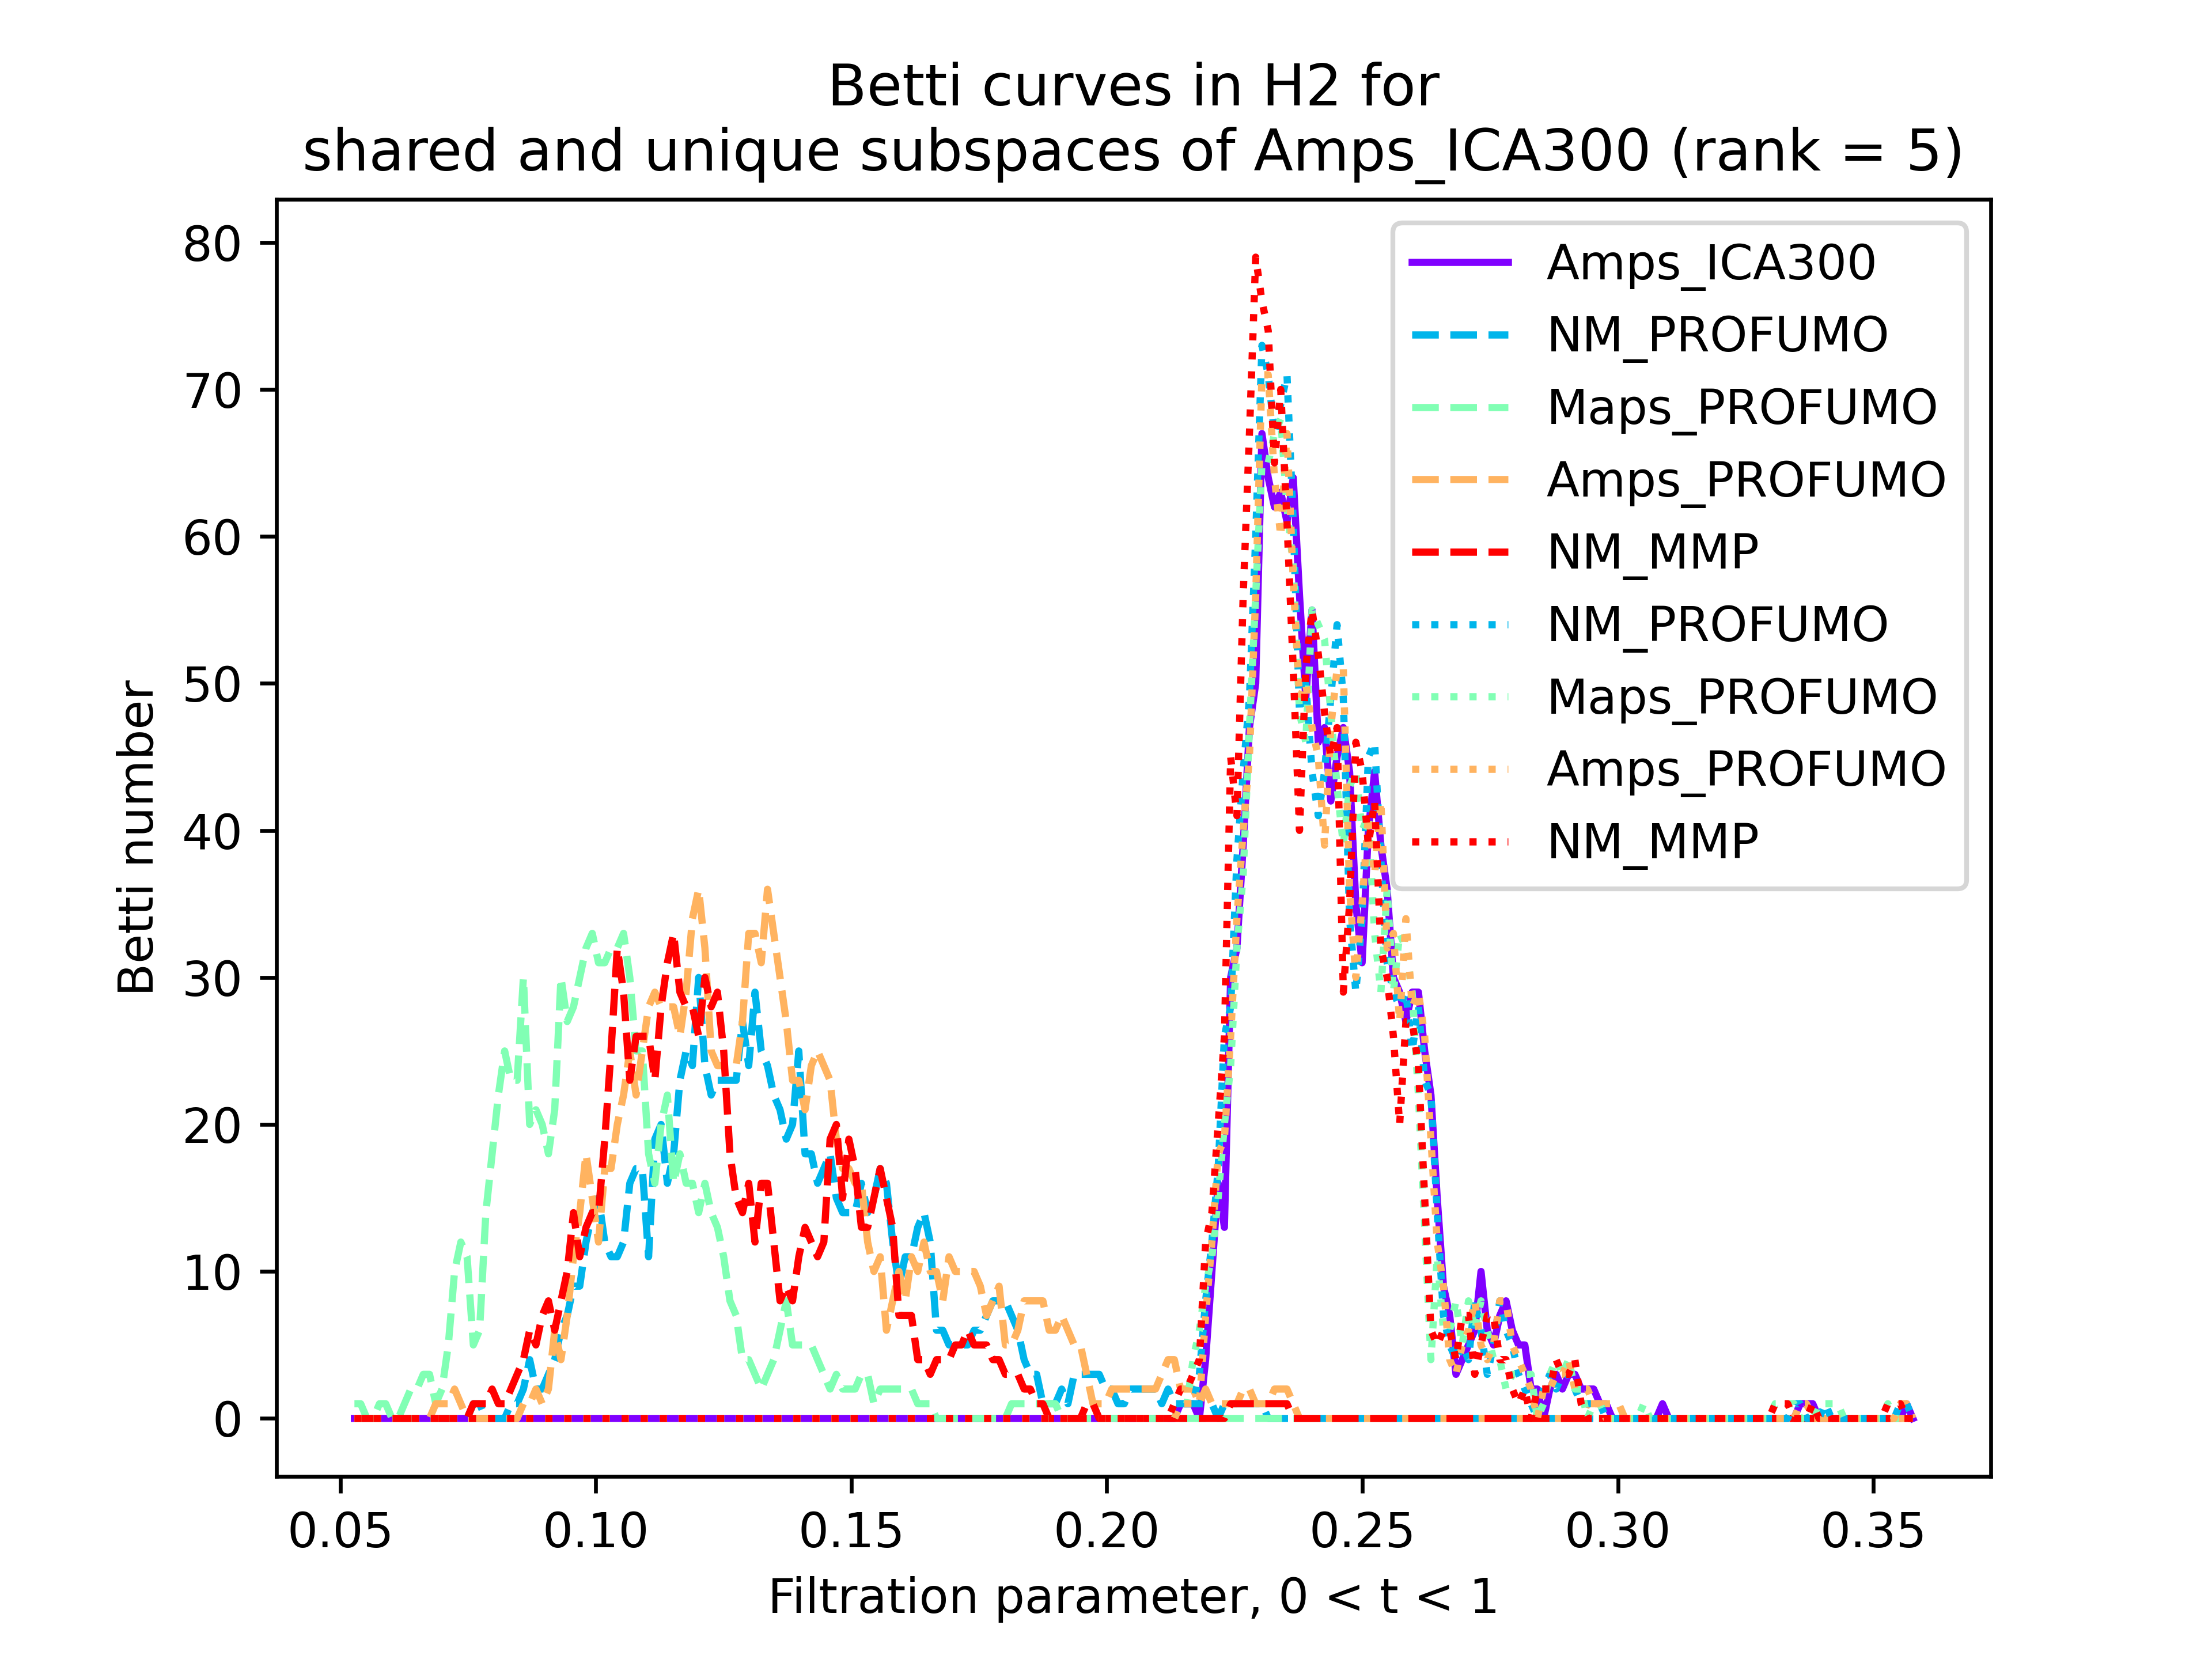 Betti curves in H2 for
shared and unique subspaces of Amps_ICA300 (rank = 5)
80
70
60
50
40
30
20
10
0
Betti number
Amps_ICA300
NM_PROFUMO
Maps_PROFUMO
Amps_PROFUMO
NM_MMP
NM_PROFUMO
Maps_PROFUMO
Amps_PROFUMO
NM_MMP
0.05 0.10 0.15 0.20 0.25 0.30 0.35
Filtration parameter, 0 < t < 1